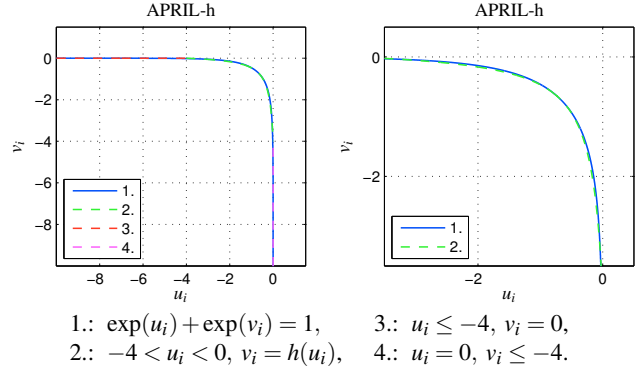 APRIL-h
0
−2
−4
−6
−8
v_i
1.
2.
3.
4.
−8 −6 −4 −2 0
u_i
APRIL-h
0
−2
v_i
1.
2.
−2 0
u_i
1.: exp(u_i) + exp(v_i) = 1,
2.: −4 < u_i < 0, v_i = h(u_i),
3.: u_i ≤ −4, v_i = 0,
4.: u_i = 0, v_i ≤ −4.